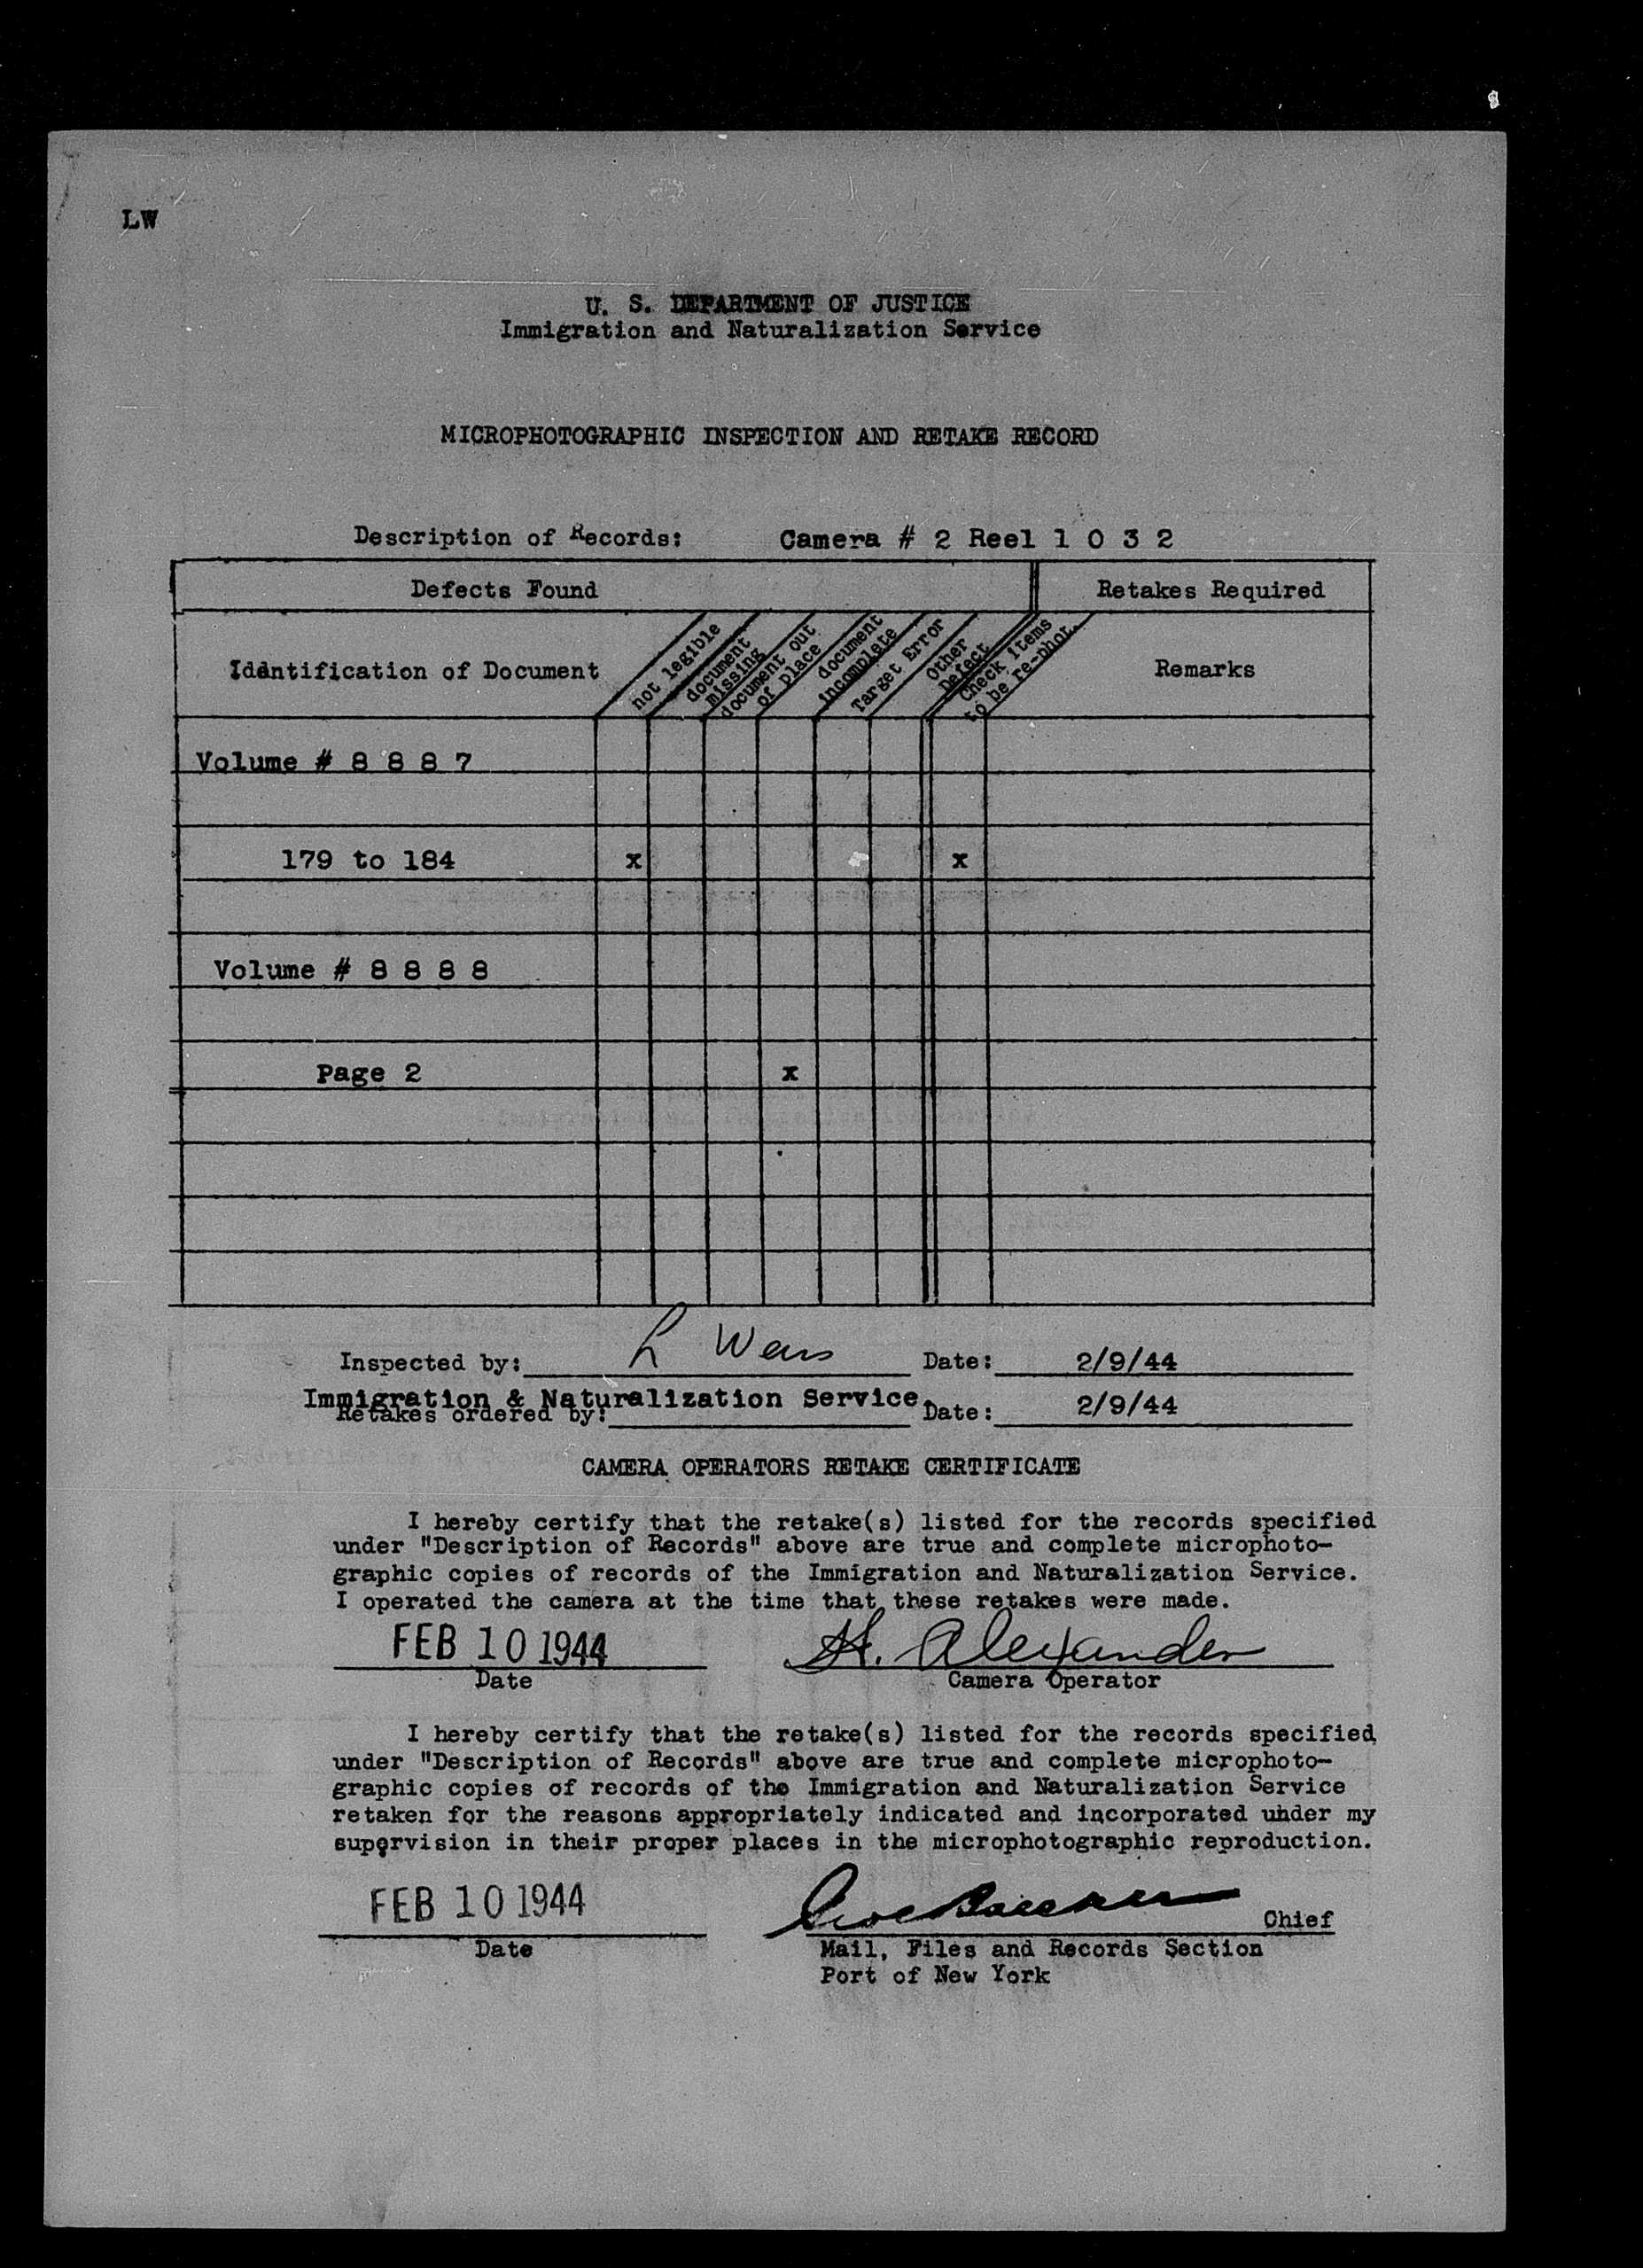 LW
U. S. DEPARTMENT OF JUSTICE
Immigration and Naturalization Service
MICROPHOTOGRAPHIC INSPECTION AND RETAKE RECORD
Description of Records: Camera # 2 Reel 1 0 3 2
Defects Found Retakes Required
Identification of Document
not legible
document
missing
document out
of place
document
incomplete
Target Error
Other
Defect
Check items
to be re-phot.
Remarks
Volume # 8 8 8 7
179 to 184 x x
Volume # 8 8 8 8
Page 2 x
Inspected by: L Date: 2/9/44
Immigration & Naturalization Service.
Retakes ordered by: Date: 2/9/44
CAMERA OPERATORS RETAKE CERTIFICATE
I hereby certify that the retake(s) listed for the records specified
under "Description of Records" above are true and complete microphoto-
graphic copies of records of the Immigration and Naturalization Service.
I operated the camera at the time that these retakes were made.
FEB 10 1944 H. Alexander
Date Camera Operator
I hereby certify that the retake(s) listed for the records specified
under "Description of Records" above are true and complete microphoto-
graphic copies of records of the Immigration and Naturalization Service
retaken for the reasons appropriately indicated and incorporated under my
supervision in their proper places in the microphotographic reproduction.
FEB 10 1944 Chief
Date Mail, Files and Records Section
Port of New York